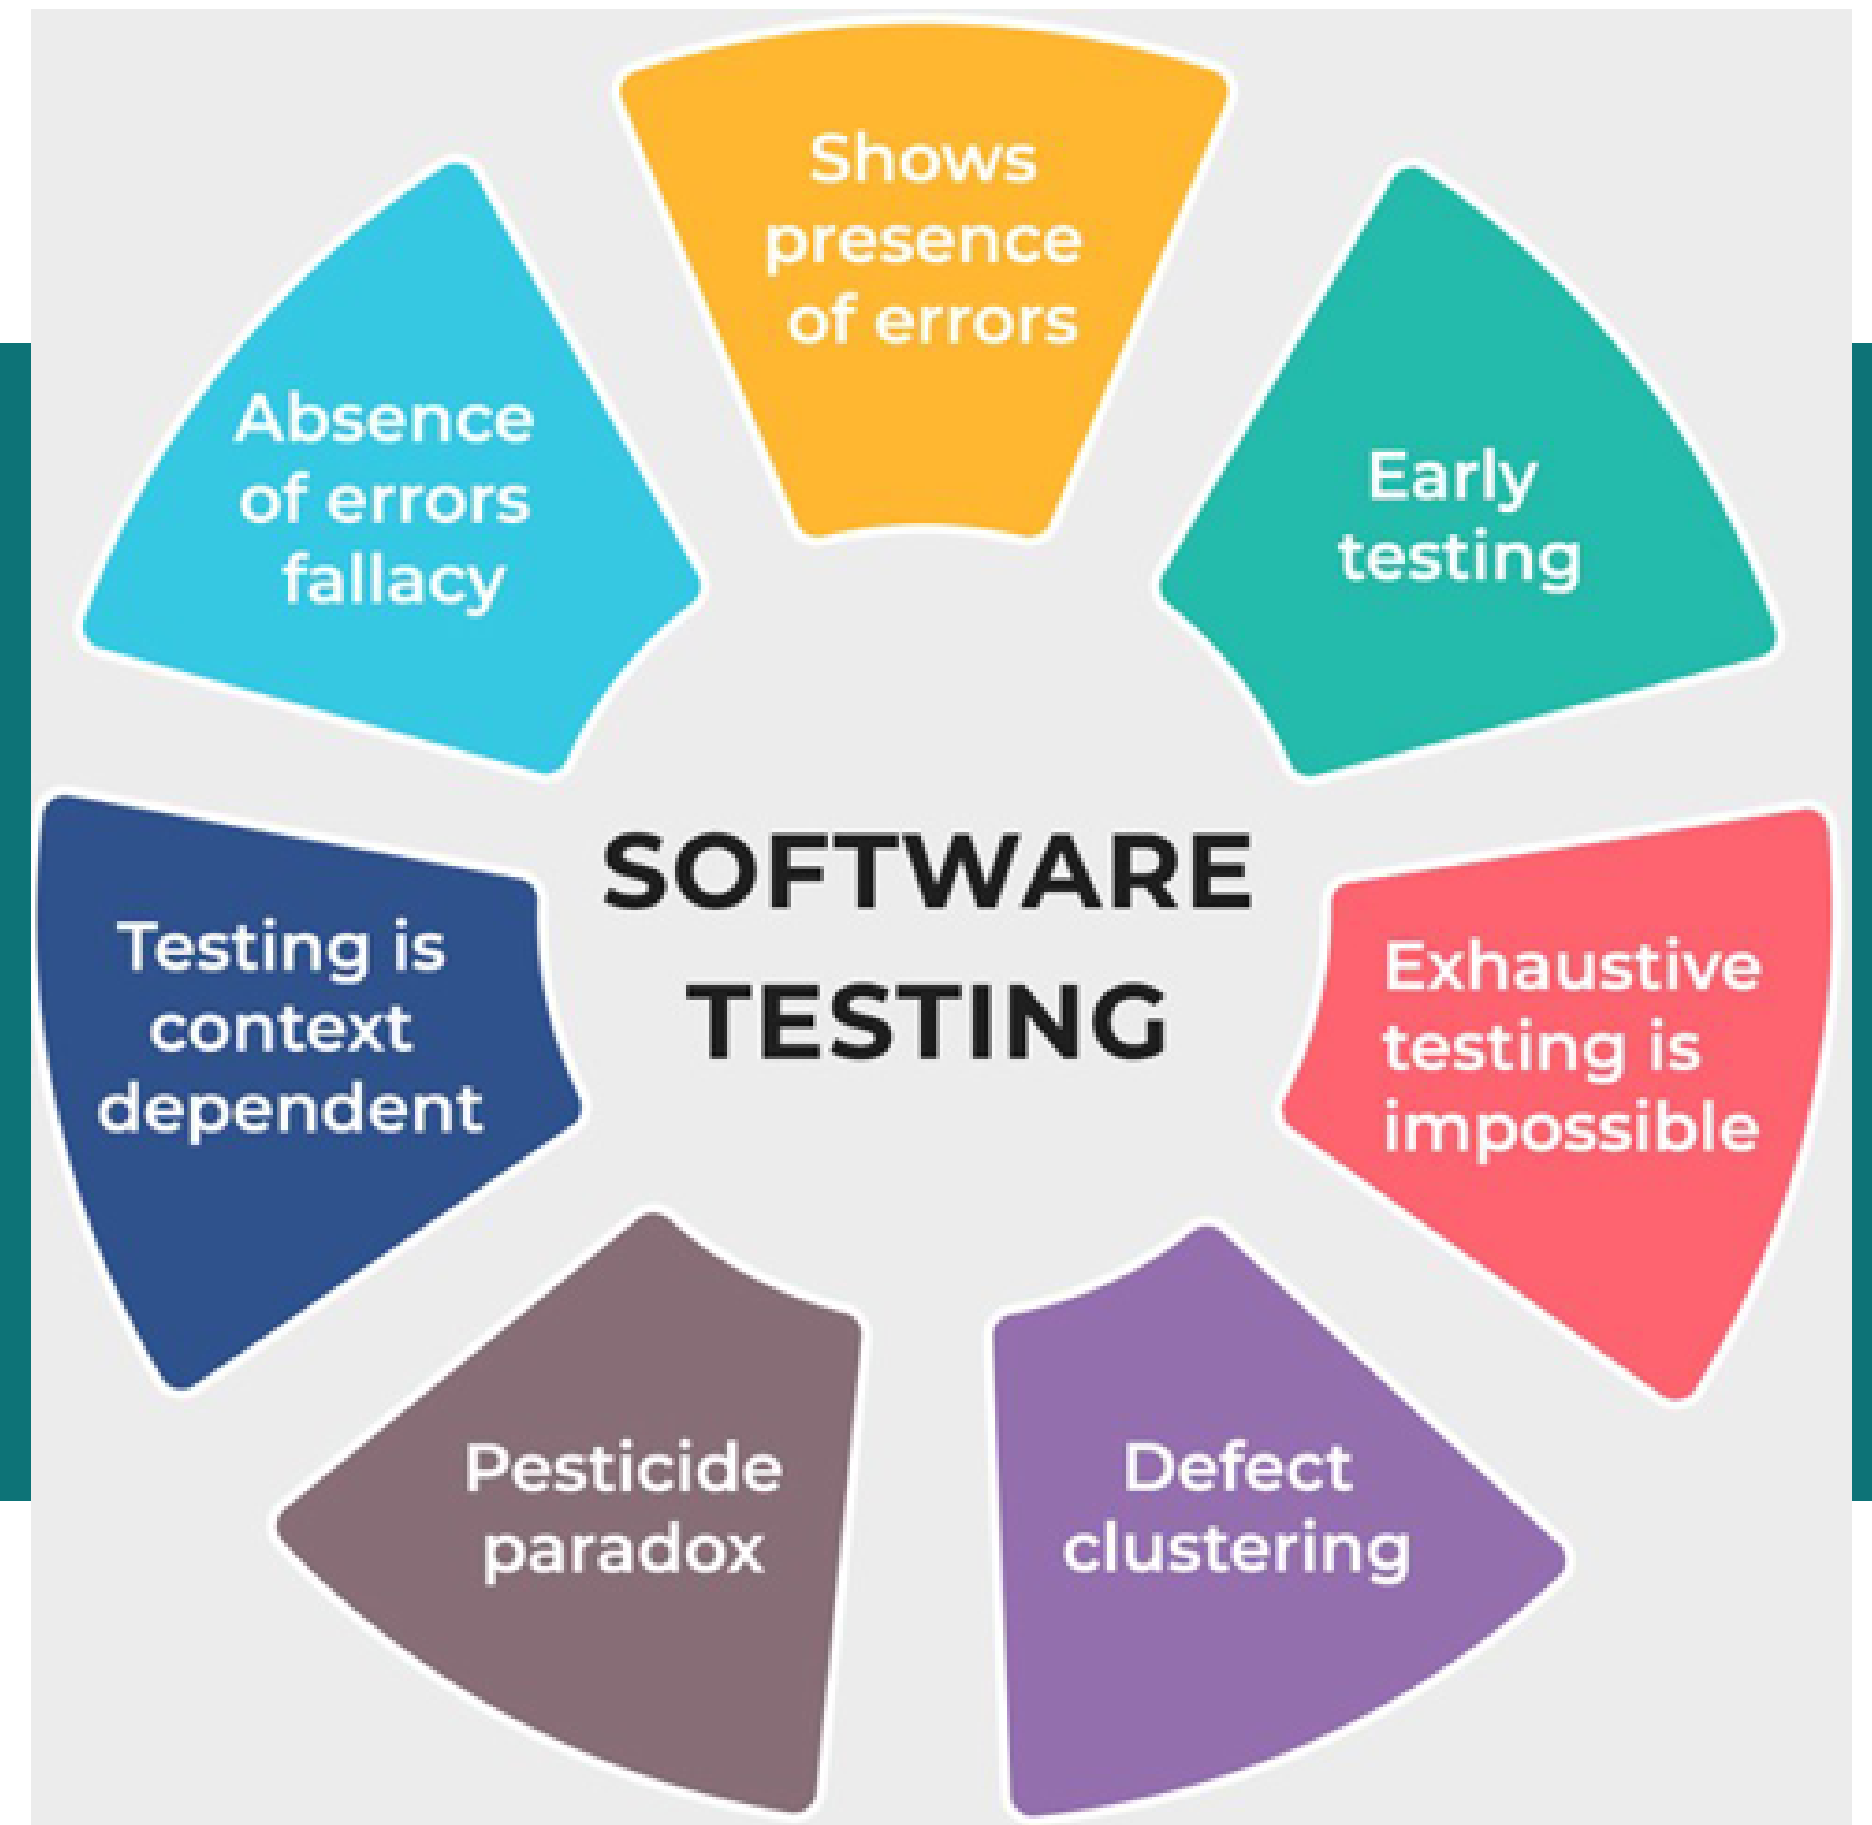 Shows
presence
of errors
Early
testing
Exhaustive
testing is
impossible
Defect
clustering
Pesticide
paradox
Testing is
context
dependent
Absence
of errors
fallacy
SOFTWARE
TESTING